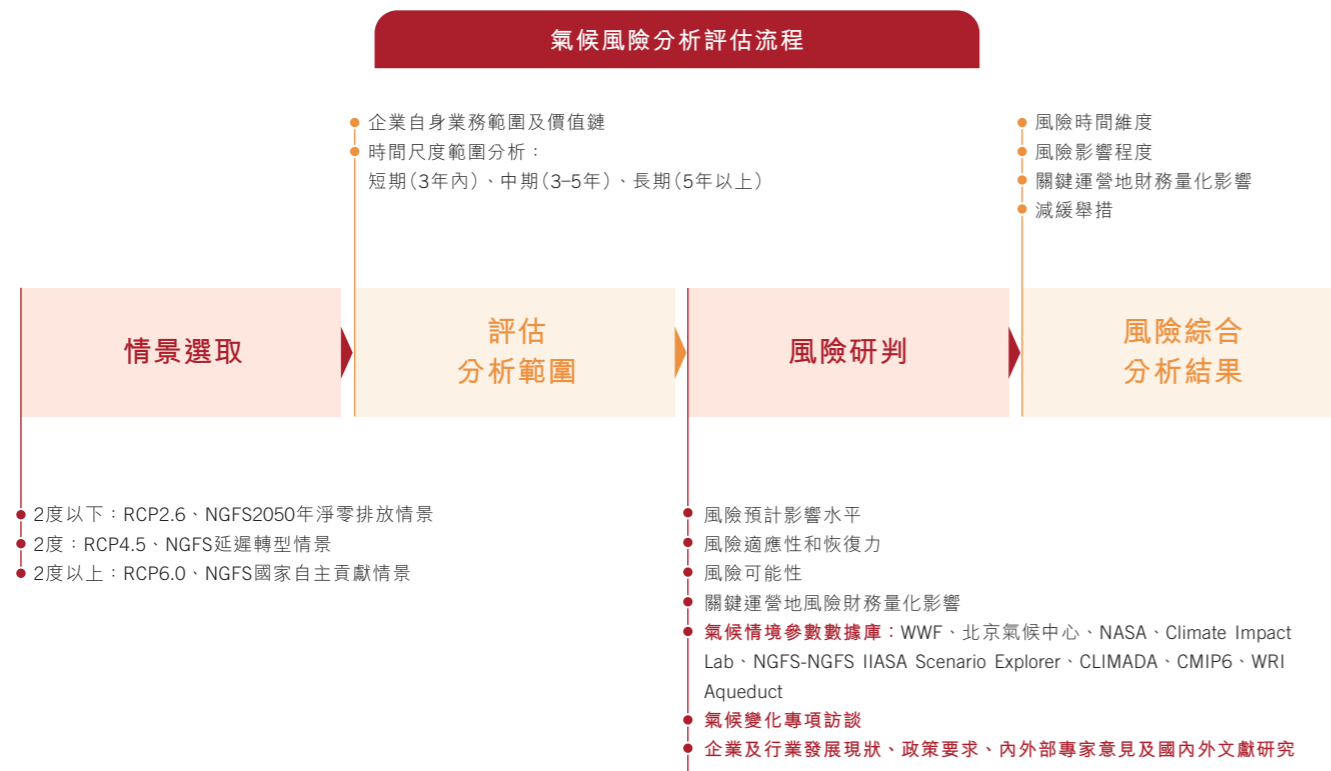 氣候風險分析評估流程
企業自身業務範圍及價值鏈
時間尺度範圍分析：
短期(3年內)、中期(3–5年)、長期(5年以上)
風險時間維度
風險影響程度
關鍵運營地財務量化影響
減緩舉措
情景選取
評估
分析範圍
風險研判
風險綜合
分析結果
2度以下：RCP2.6、NGFS2050年淨零排放情景
2度：RCP4.5、NGFS延遲轉型情景
2度以上：RCP6.0、NGFS國家自主貢獻情景
風險預計影響水平
風險適應性和恢復力
風險可能性
關鍵運營地風險財務量化影響
氣候情境參數數據庫：WWF、北京氣候中心、NASA、Climate Impact
Lab、NGFS-NGFS IIASA Scenario Explorer、CLIMADA、CMIP6、WRI
Aqueduct
氣候變化專項訪談
企業及行業發展現狀、政策要求、內外部專家意見及國內外文獻研究